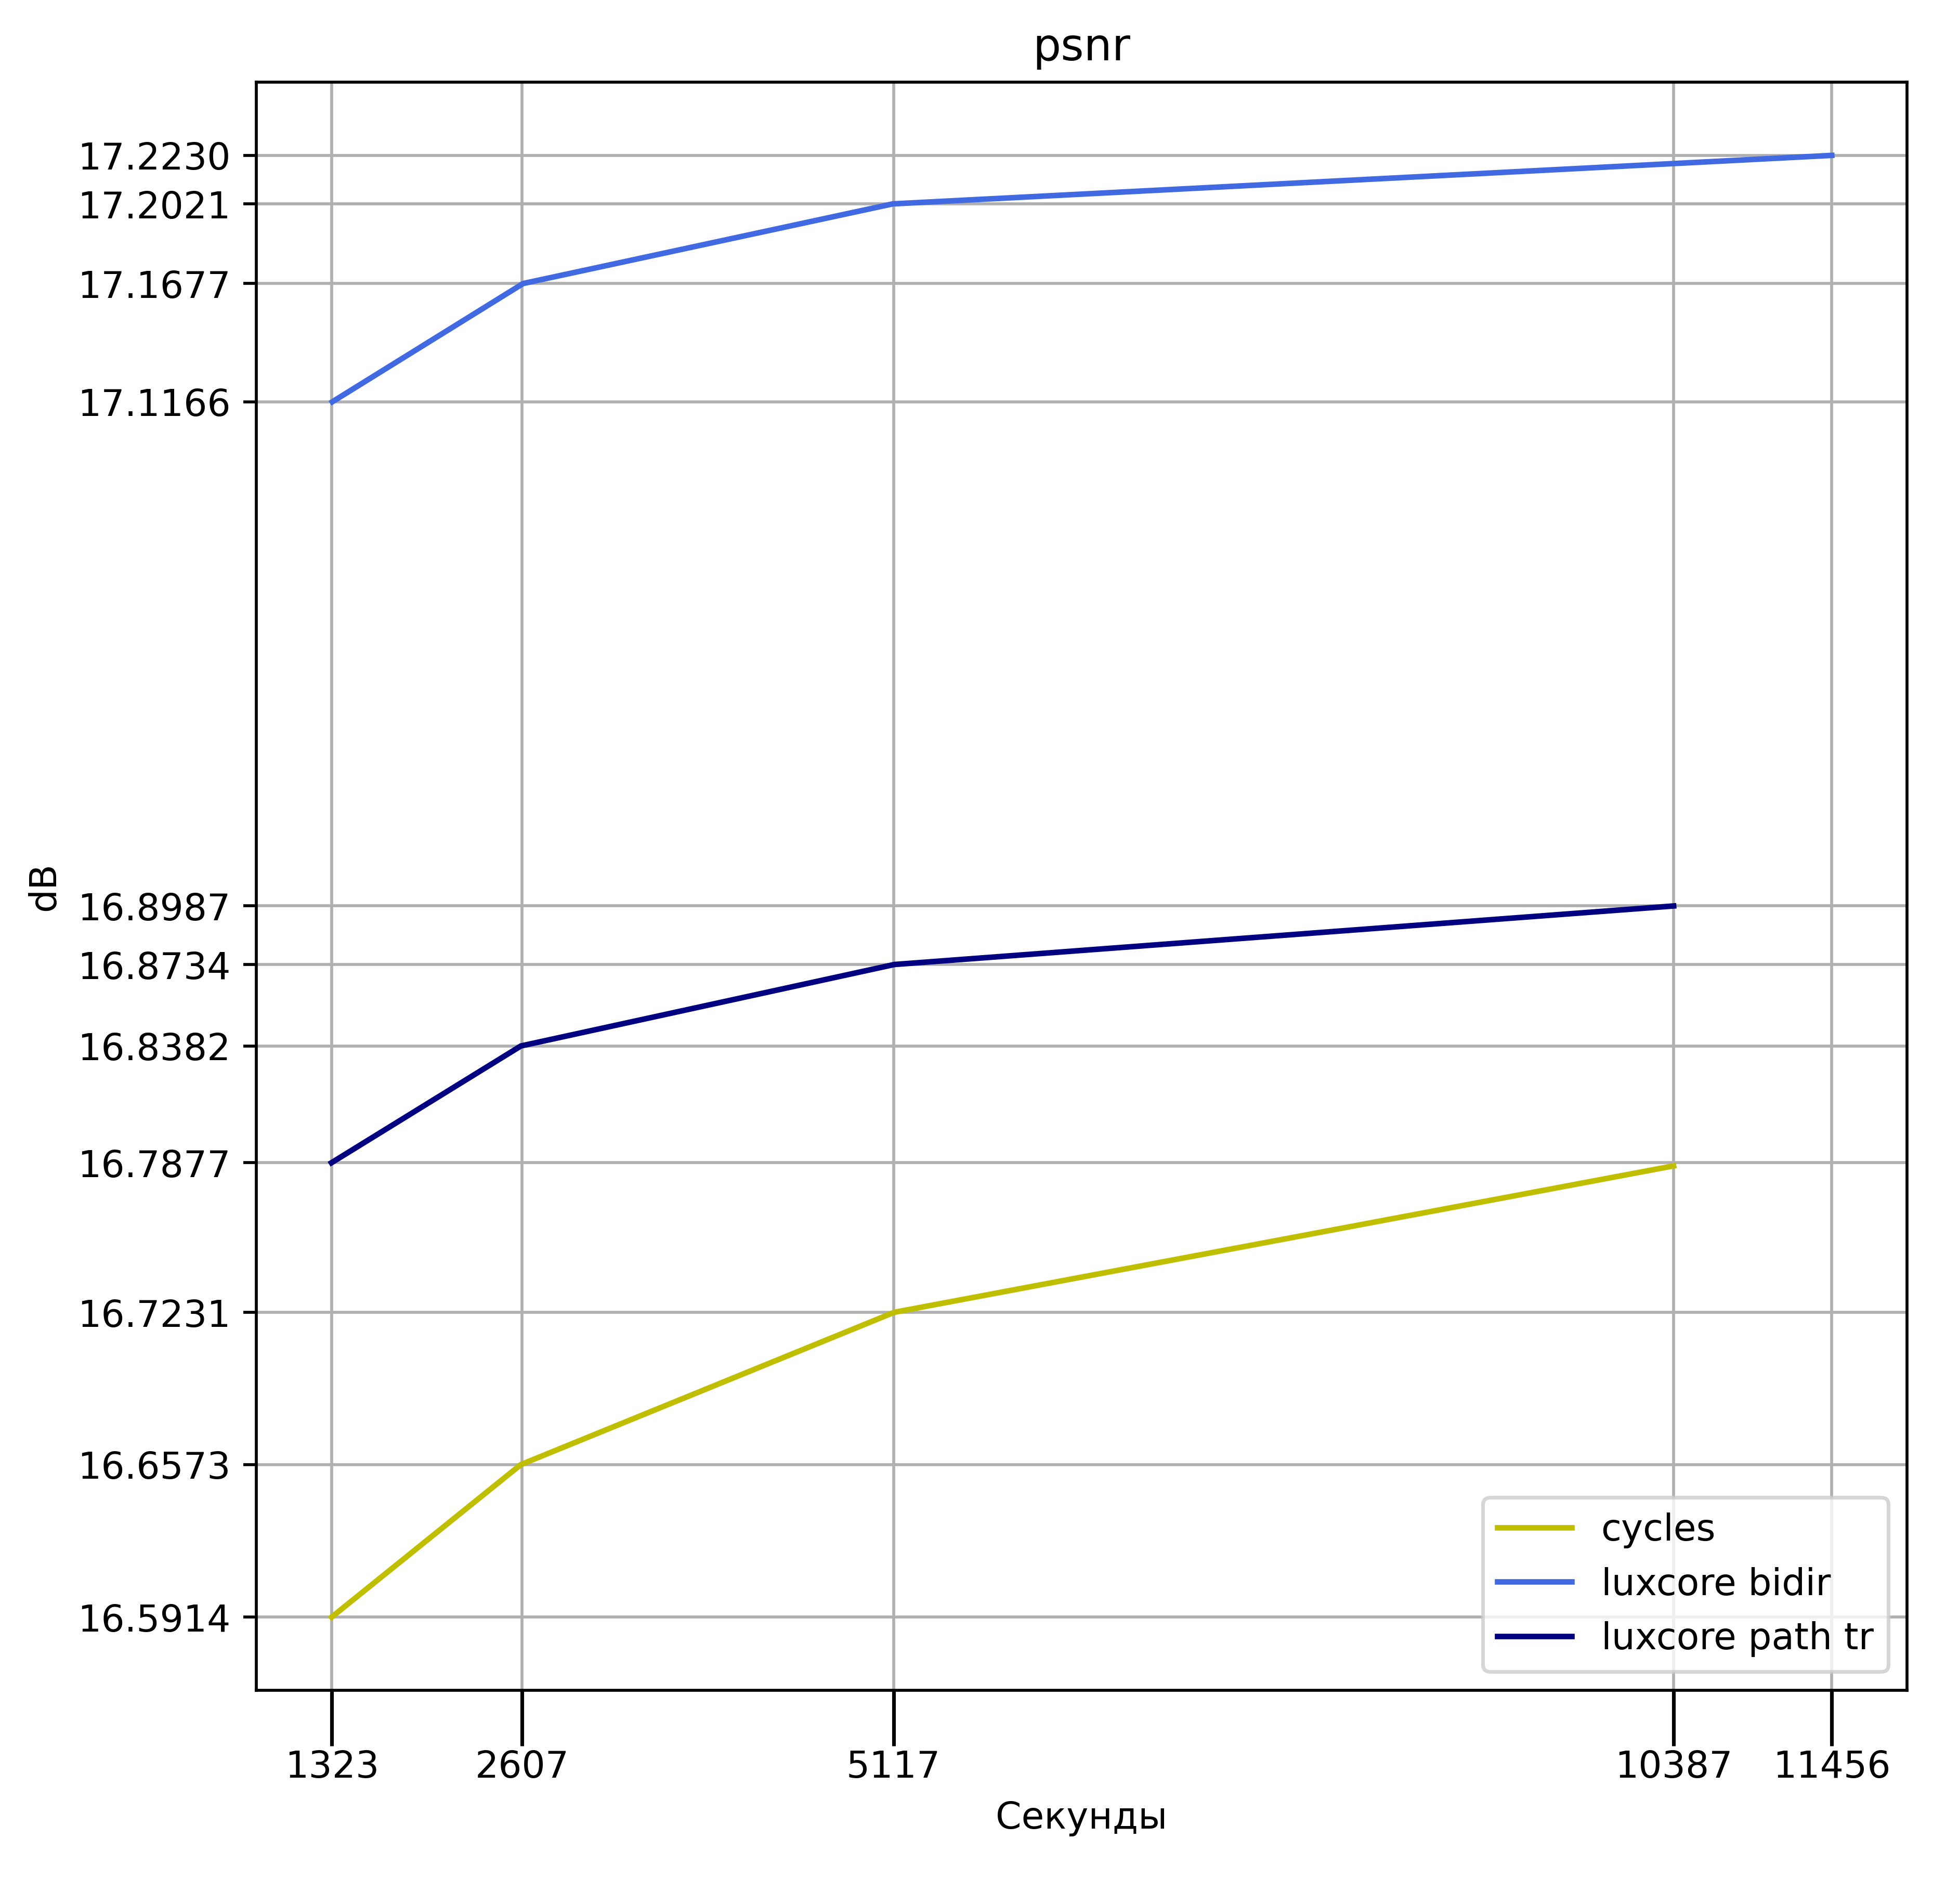 psnr
17.2230
17.2021
17.1677
17.1166
16.8987
16.8734
16.8382
16.7877
16.7231
16.6573
16.5914
dB
cycles
luxcore bidir
luxcore path tr
1323 2607 5117 10387 11456
Секунды